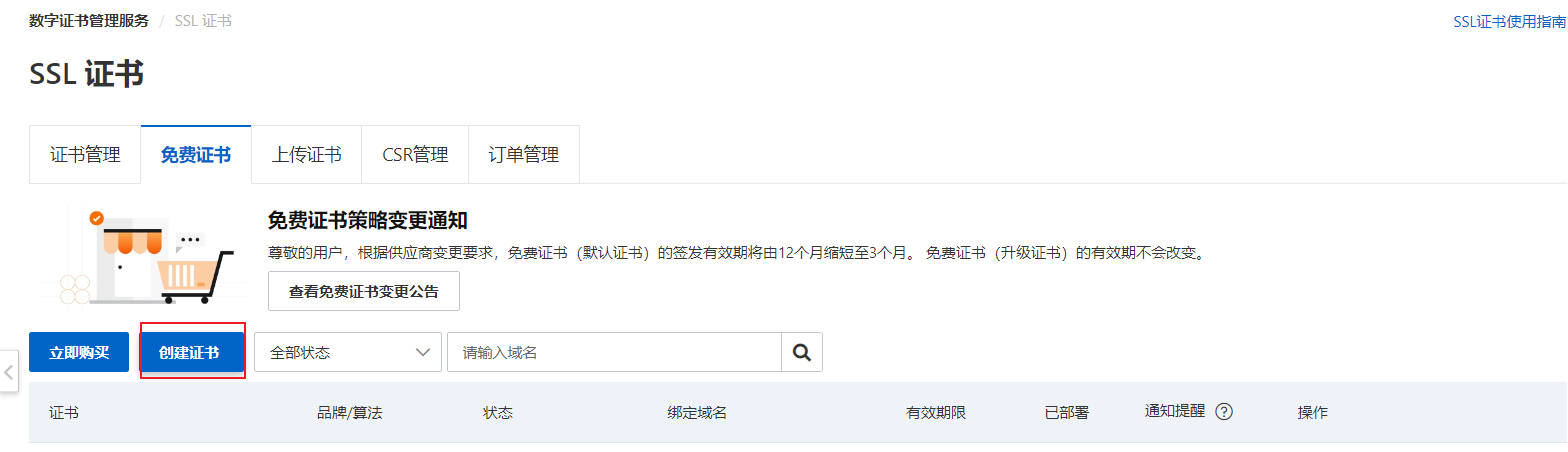 数字证书管理服务 / SSL 证书
SSL证书使用指南
SSL 证书
证书管理 免费证书 上传证书 CSR管理 订单管理
免费证书策略变更通知
尊敬的用户，根据供应商变更要求，免费证书（默认证书）的签发有效期将由12个月缩短至3个月。 免费证书（升级证书）的有效期不会改变。
查看免费证书变更公告
立即购买 创建证书 全部状态 请输入域名
证书 品牌/算法 状态 绑定域名 有效期限 已部署 通知提醒 ? 操作